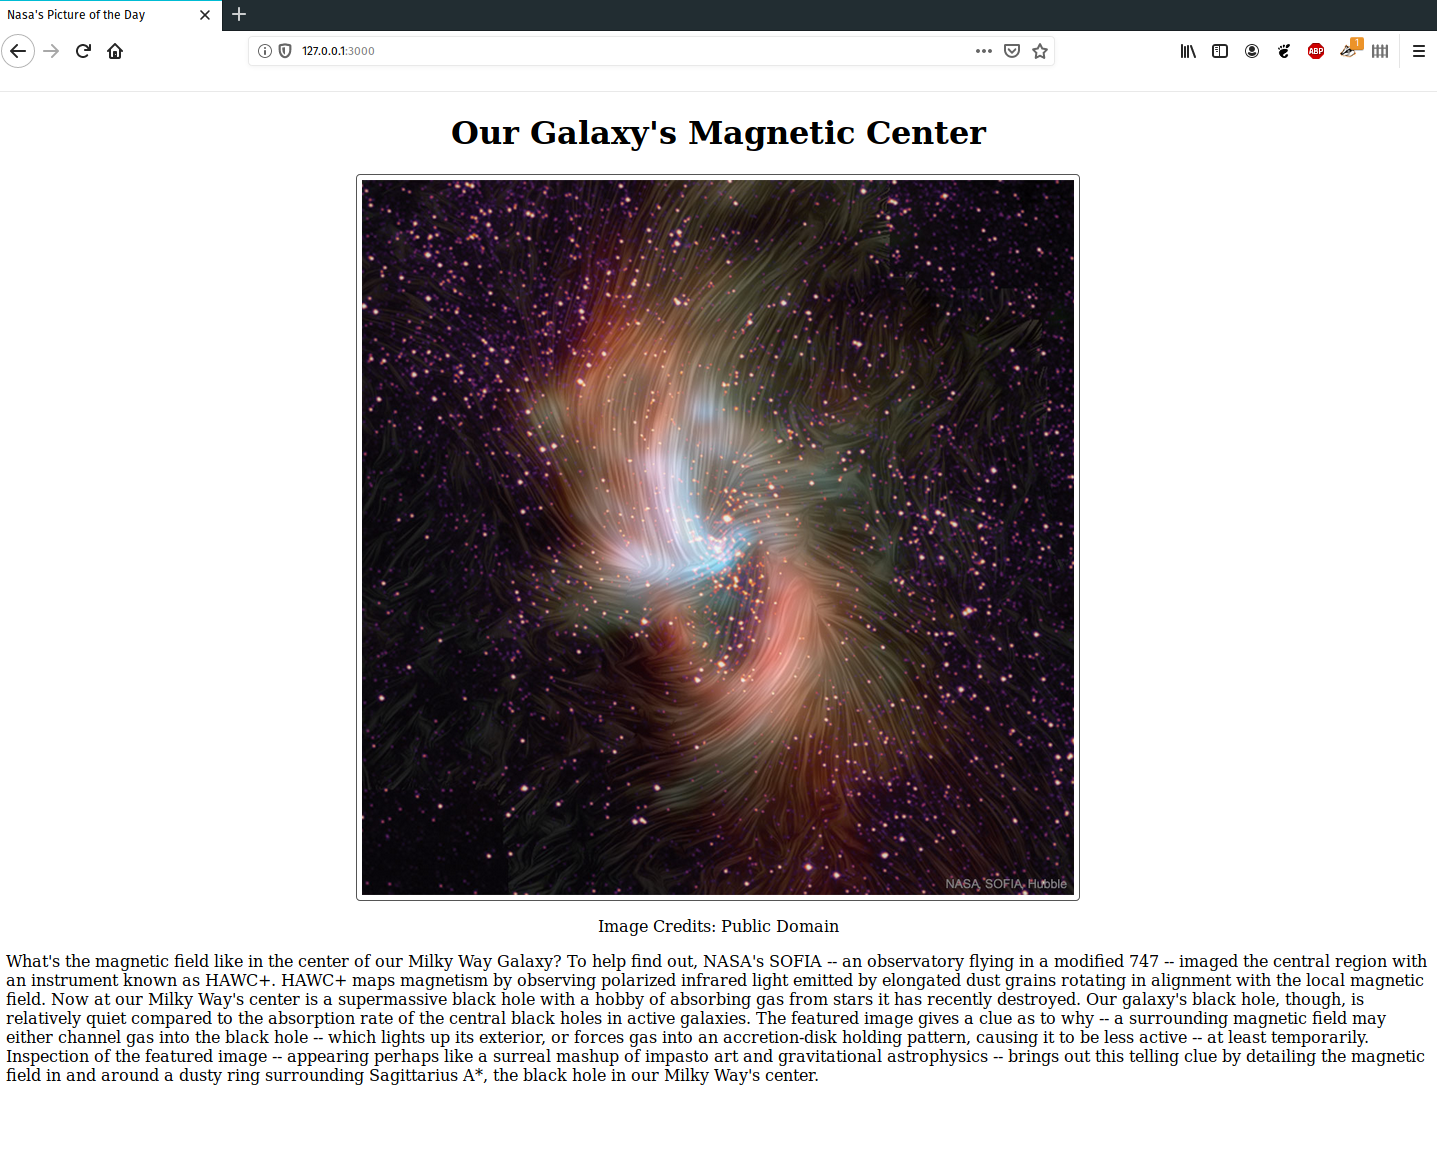 Nasa's Picture of the Day
127.0.0.1:3000
ABP
1
Our Galaxy's Magnetic Center
NASA, SOFIA, Hubble
Image Credits: Public Domain
What's the magnetic field like in the center of our Milky Way Galaxy? To help find out, NASA's SOFIA -- an observatory flying in a modified 747 -- imaged the central region with
an instrument known as HAWC+. HAWC+ maps magnetism by observing polarized infrared light emitted by elongated dust grains rotating in alignment with the local magnetic
field. Now at our Milky Way's center is a supermassive black hole with a hobby of absorbing gas from stars it has recently destroyed. Our galaxy's black hole, though, is
relatively quiet compared to the absorption rate of the central black holes in active galaxies. The featured image gives a clue as to why -- a surrounding magnetic field may
either channel gas into the black hole -- which lights up its exterior, or forces gas into an accretion-disk holding pattern, causing it to be less active -- at least temporarily.
Inspection of the featured image -- appearing perhaps like a surreal mashup of impasto art and gravitational astrophysics -- brings out this telling clue by detailing the magnetic
field in and around a dusty ring surrounding Sagittarius A*, the black hole in our Milky Way's center.